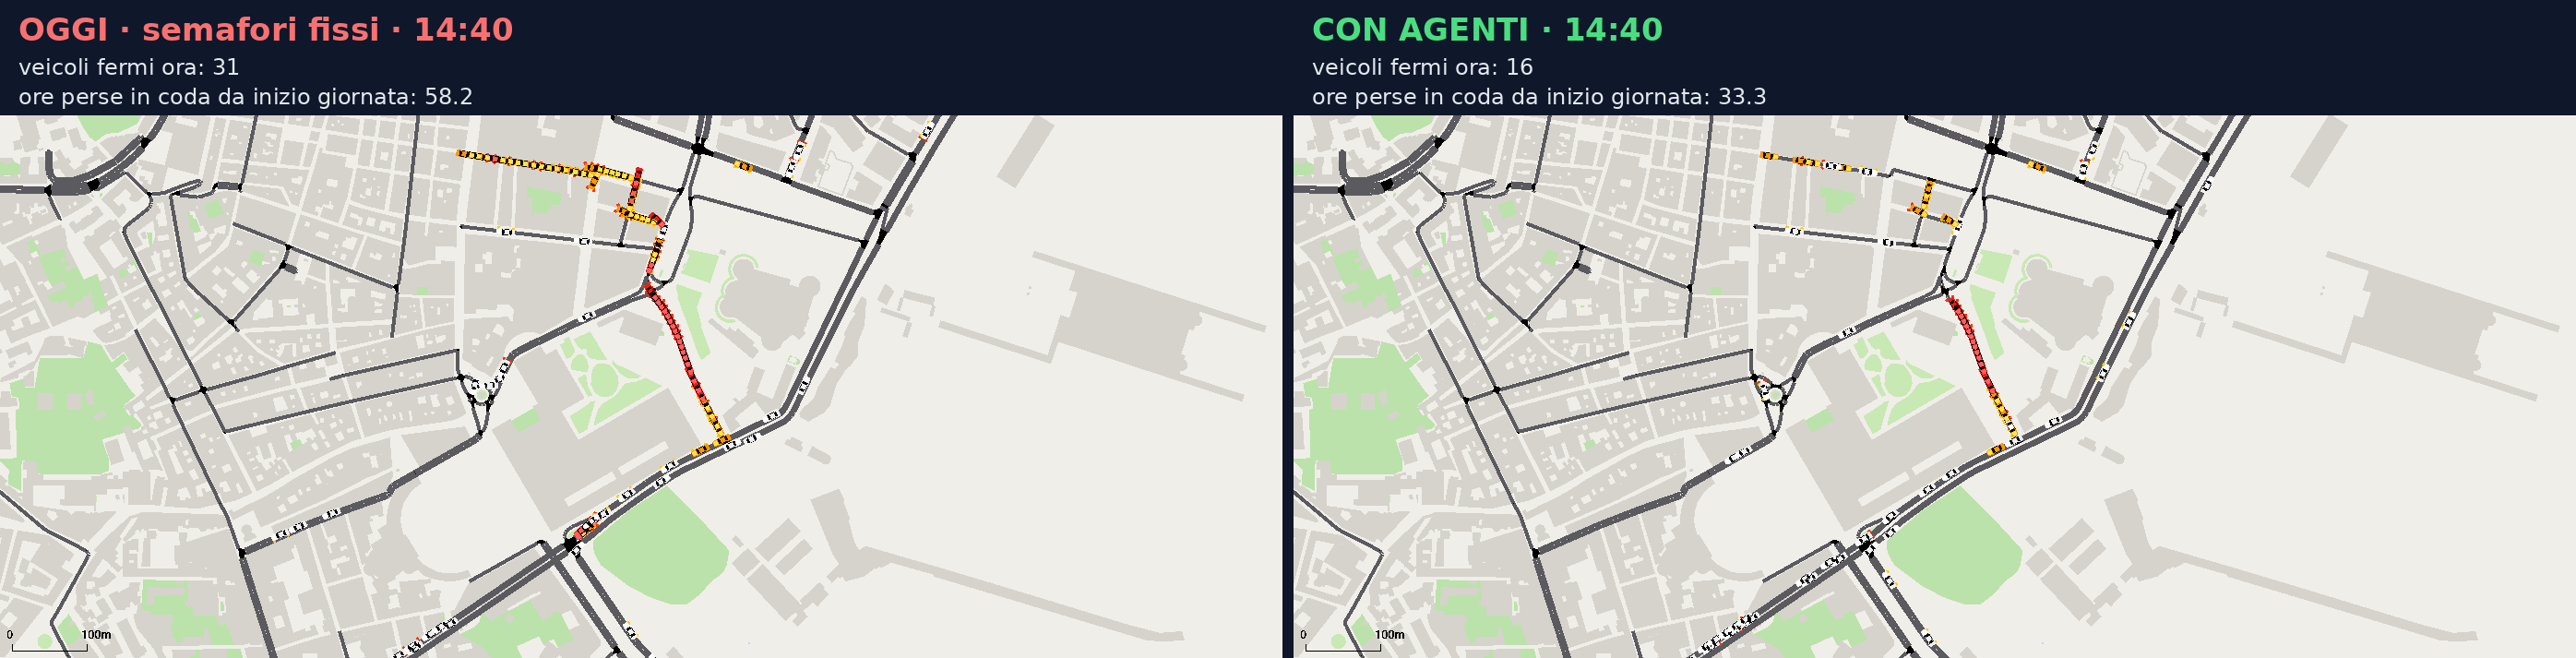 OGGI · semafori fissi · 14:40
veicoli fermi ora: 31
ore perse in coda da inizio giornata: 58.2
0 100m
CON AGENTI · 14:40
veicoli fermi ora: 16
ore perse in coda da inizio giornata: 33.3
0 100m